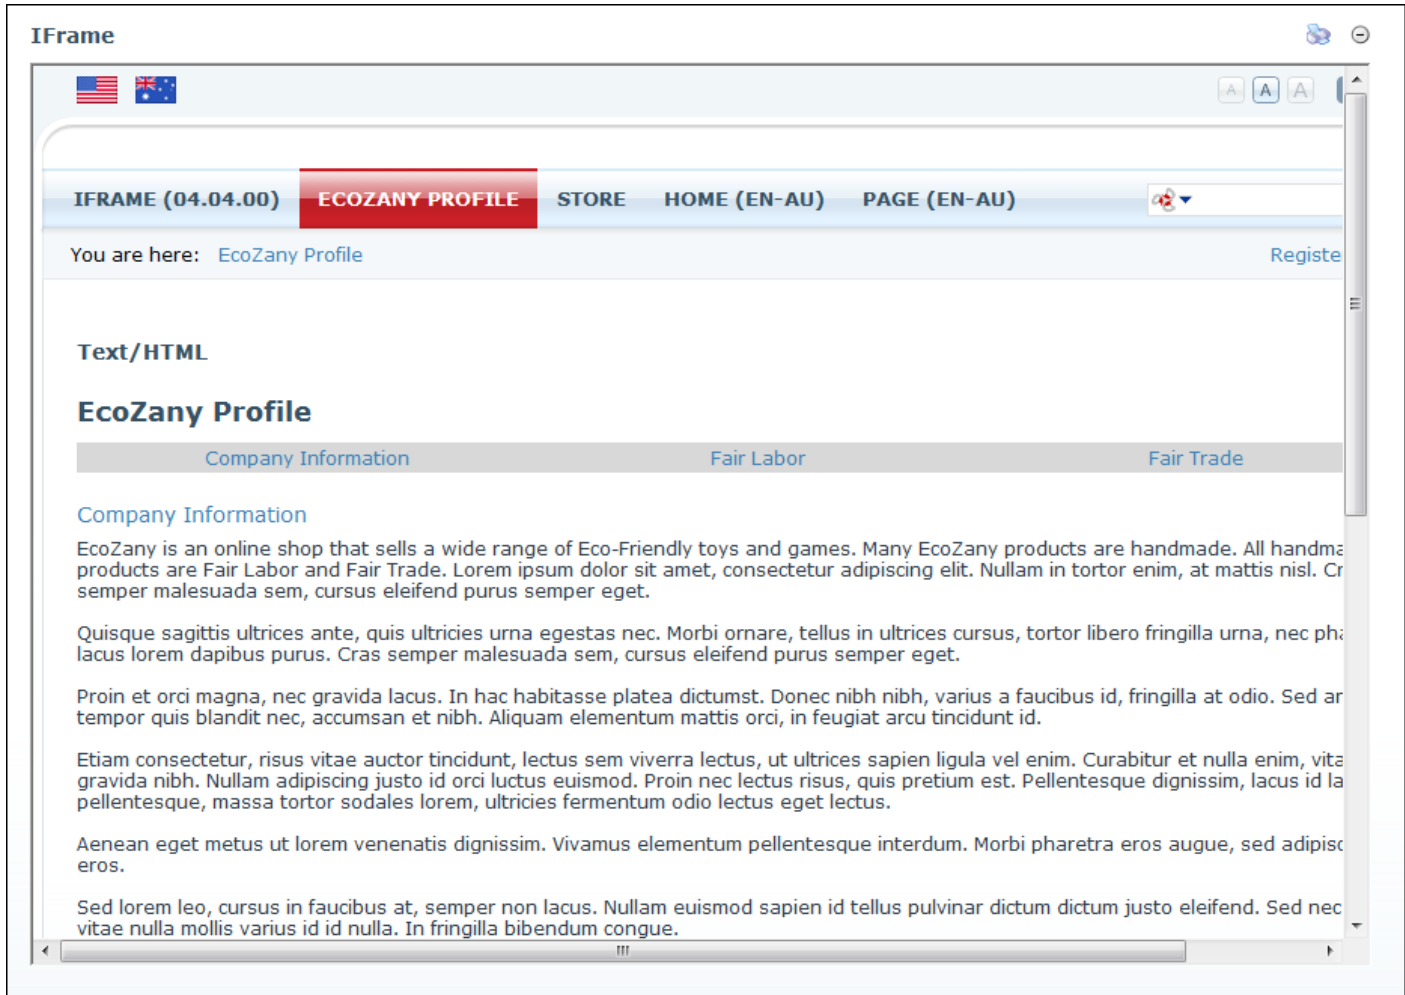 IFrame
A A A
IFRAME (04.04.00) ECOZANY PROFILE STORE HOME (EN-AU) PAGE (EN-AU)
You are here: EcoZany Profile Registe
Text/HTML
EcoZany Profile
Company Information Fair Labor Fair Trade
Company Information
EcoZany is an online shop that sells a wide range of Eco-Friendly toys and games. Many EcoZany products are handmade. All handma
products are Fair Labor and Fair Trade. Lorem ipsum dolor sit amet, consectetur adipiscing elit. Nullam in tortor enim, at mattis nisl. Cr
semper malesuada sem, cursus eleifend purus semper eget.
Quisque sagittis ultrices ante, quis ultricies urna egestas nec. Morbi ornare, tellus in ultrices cursus, tortor libero fringilla urna, nec pha
lacus lorem dapibus purus. Cras semper malesuada sem, cursus eleifend purus semper eget.
Proin et orci magna, nec gravida lacus. In hac habitasse platea dictumst. Donec nibh nibh, varius a faucibus id, fringilla at odio. Sed ar
tempor quis blandit nec, accumsan et nibh. Aliquam elementum mattis orci, in feugiat arcu tincidunt id.
Etiam consectetur, risus vitae auctor tincidunt, lectus sem viverra lectus, ut ultrices sapien ligula vel enim. Curabitur et nulla enim, vita
gravida nibh. Nullam adipiscing justo id orci luctus euismod. Proin nec lectus risus, quis pretium est. Pellentesque dignissim, lacus id la
pellentesque, massa tortor sodales lorem, ultricies fermentum odio lectus eget lectus.
Aenean eget metus ut lorem venenatis dignissim. Vivamus elementum pellentesque interdum. Morbi pharetra eros augue, sed adipisc
eros.
Sed lorem leo, cursus in faucibus at, semper non lacus. Nullam euismod sapien id tellus pulvinar dictum dictum justo eleifend. Sed nec
vitae nulla mollis varius id id nulla. In fringilla bibendum congue.